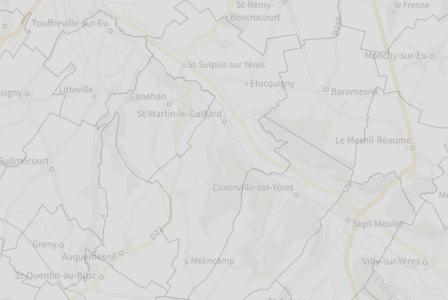 St-Rémy-
Boscrocourt
le Fresne
Touffreville-sur-Eu
Monchy-sur-Eu
St-Sulpice sur Yères
Etocquigny
Litteville
Canehan
Baromesnil
St-Martin-le-Gaillard
Le Mesnil-Réaume
Guilmécourt
Cuverville-sur-Yères
Sept-Meules
Greny
Auquemesnil
Mélincamp
Villy-sur-Yères
St-Quentin-au-Bosc